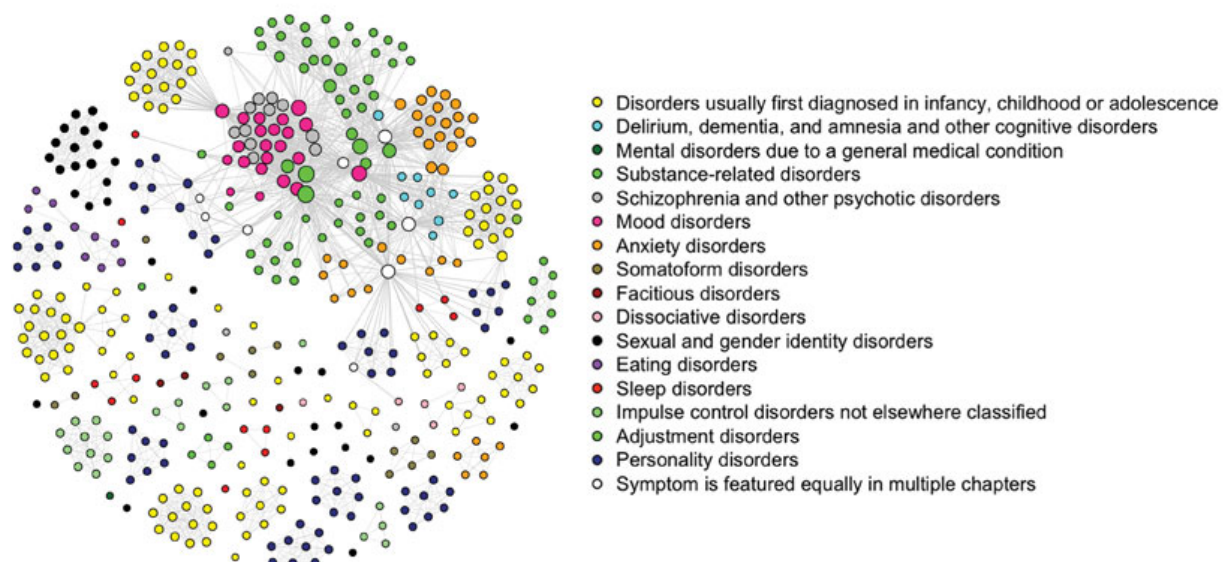 Disorders usually first diagnosed in infancy, childhood or adolescence
Delirium, dementia, and amnesia and other cognitive disorders
Mental disorders due to a general medical condition
Substance-related disorders
Schizophrenia and other psychotic disorders
Mood disorders
Anxiety disorders
Somatoform disorders
Facitious disorders
Dissociative disorders
Sexual and gender identity disorders
Eating disorders
Sleep disorders
Impulse control disorders not elsewhere classified
Adjustment disorders
Personality disorders
Symptom is featured equally in multiple chapters